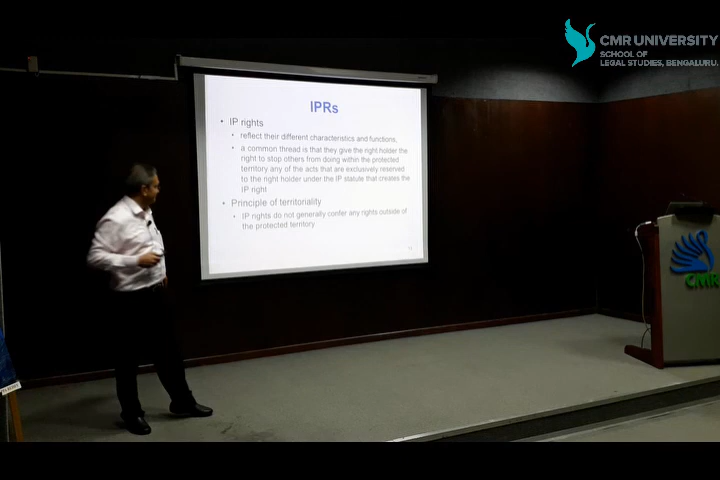 CMR UNIVERSITY
SCHOOL OF
LEGAL STUDIES, BENGALURU.
IPRs
• IP rights
• reflect their different characteristics and functions,
• a common thread is that they give the right holder the
right to stop others from doing within the protected
territory any of the acts that are exclusively reserved
to the right holder under the IP statute that creates the
IP right
• Principle of territoriality
• IP rights do not generally confer any rights outside of
the protected territory
CMR